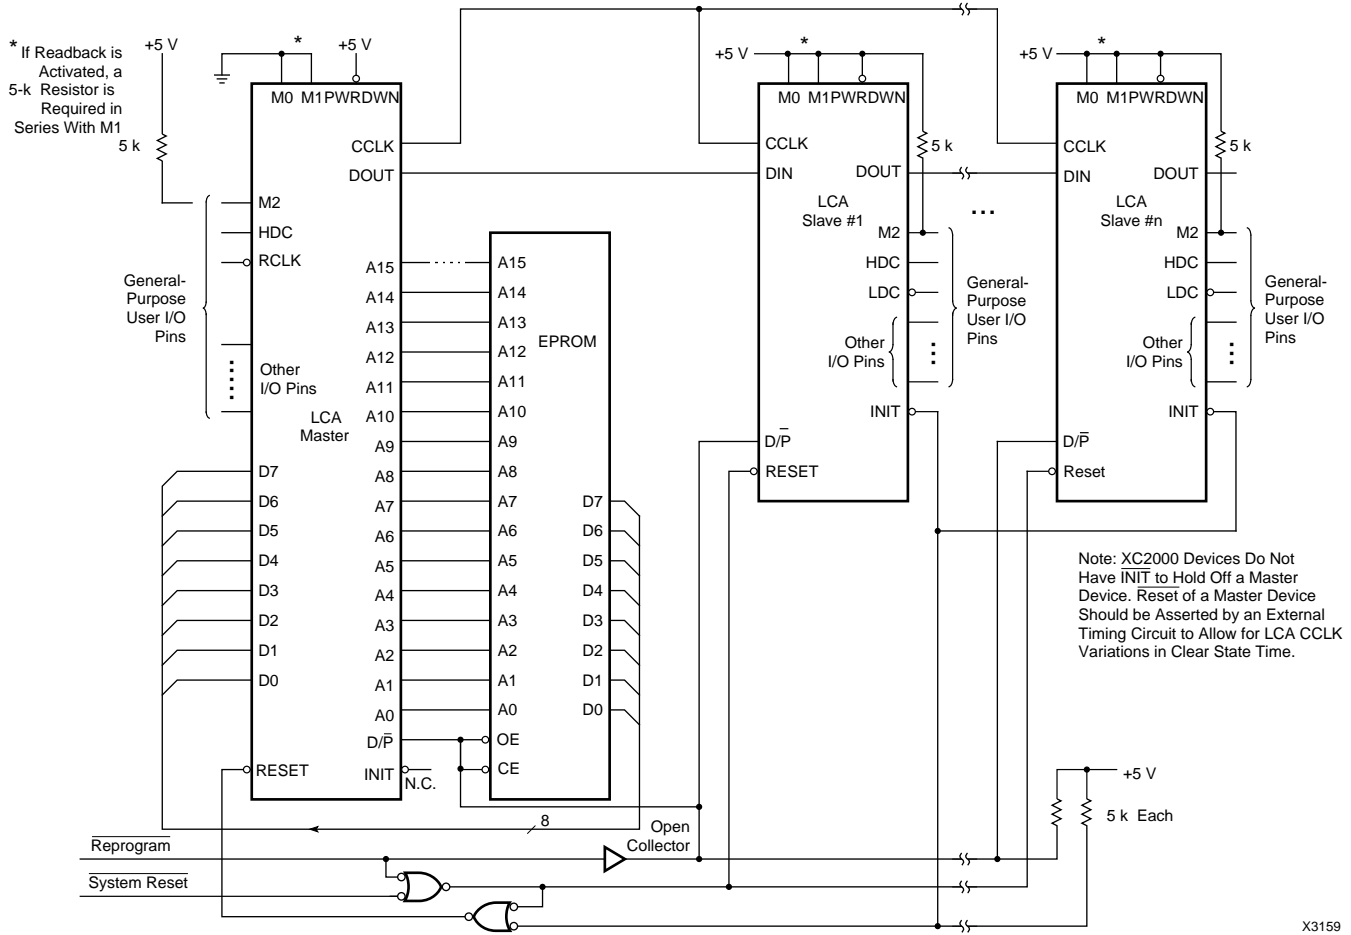 * If Readback is
Activated, a
5-k Resistor is
Required in
Series With M1
+5 V
5 k
*
+5 V
M0
M1
PWRDWN
CCLK
DOUT
M2
HDC
RCLK
General-
Purpose
User I/O
Pins
Other
I/O Pins
LCA
Master
A15
A14
A13
A12
A11
A10
A9
A8
A7
A6
A5
A4
A3
A2
A1
A0
D/P
INIT
N.C.
D7
D6
D5
D4
D3
D2
D1
D0
RESET
A15
A14
A13
A12
A11
A10
A9
A8
A7
A6
A5
A4
A3
A2
A1
A0
OE
CE
EPROM
D7
D6
D5
D4
D3
D2
D1
D0
8
+5 V
*
M0
M1
PWRDWN
CCLK
DIN
DOUT
5 k
LCA
Slave #1
...
M2
HDC
LDC
Other
I/O Pins
General-
Purpose
User I/O
Pins
INIT
D/P
RESET
+5 V
*
M0
M1
PWRDWN
CCLK
DIN
DOUT
5 k
LCA
Slave #n
M2
HDC
LDC
Other
I/O Pins
General-
Purpose
User I/O
Pins
INIT
D/P
Reset
Note: XC2000 Devices Do Not
Have INIT to Hold Off a Master
Device. Reset of a Master Device
Should be Asserted by an External
Timing Circuit to Allow for LCA CCLK
Variations in Clear State Time.
+5 V
5 k Each
Open
Collector
Reprogram
System Reset
X3159